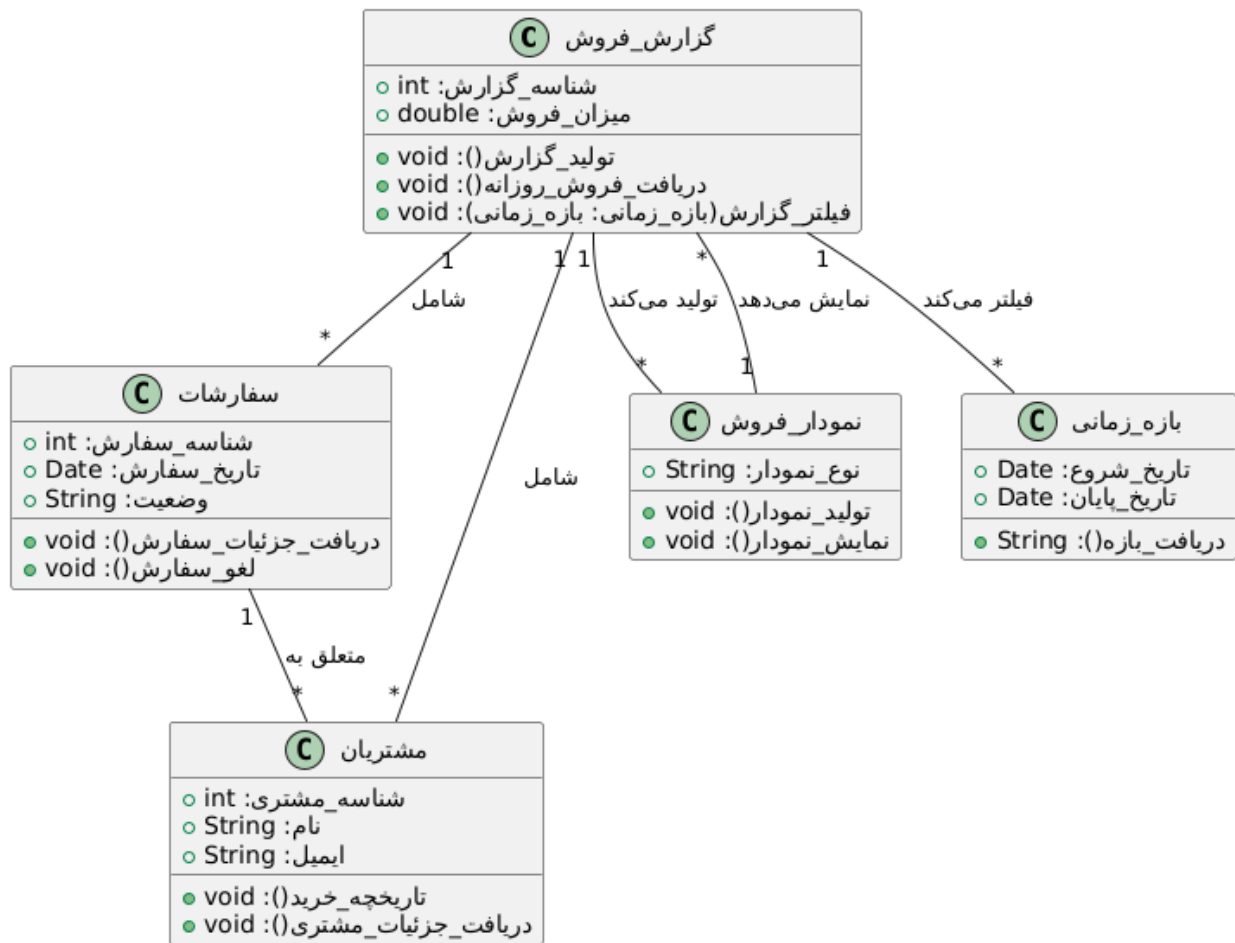 C گزارش_فروش
شناسه_گزارش: int
میزان_فروش: double
تولید_گزارش(): void
دریافت_فروش_روزانه(): void
فیلتر_گزارش(بازه_زمانی: بازه_زمانی): void
1 1 1 * 1
شامل
تولید می‌کند
نمایش می‌دهد
فیلتر می‌کند
* * 1 *
C سفارشات
شناسه_سفارش: int
تاریخ_سفارش: Date
وضعیت: String
دریافت_جزئیات_سفارش(): void
لغو_سفارش(): void
شامل
C نمودار_فروش
نوع_نمودار: String
تولید_نمودار(): void
نمایش_نمودار(): void
C بازه_زمانی
تاریخ_شروع: Date
تاریخ_پایان: Date
دریافت_بازه(): String
1
متعلق به
* *
C مشتریان
شناسه_مشتری: int
نام: String
ایمیل: String
تاریخچه_خرید(): void
دریافت_جزئیات_مشتری(): void